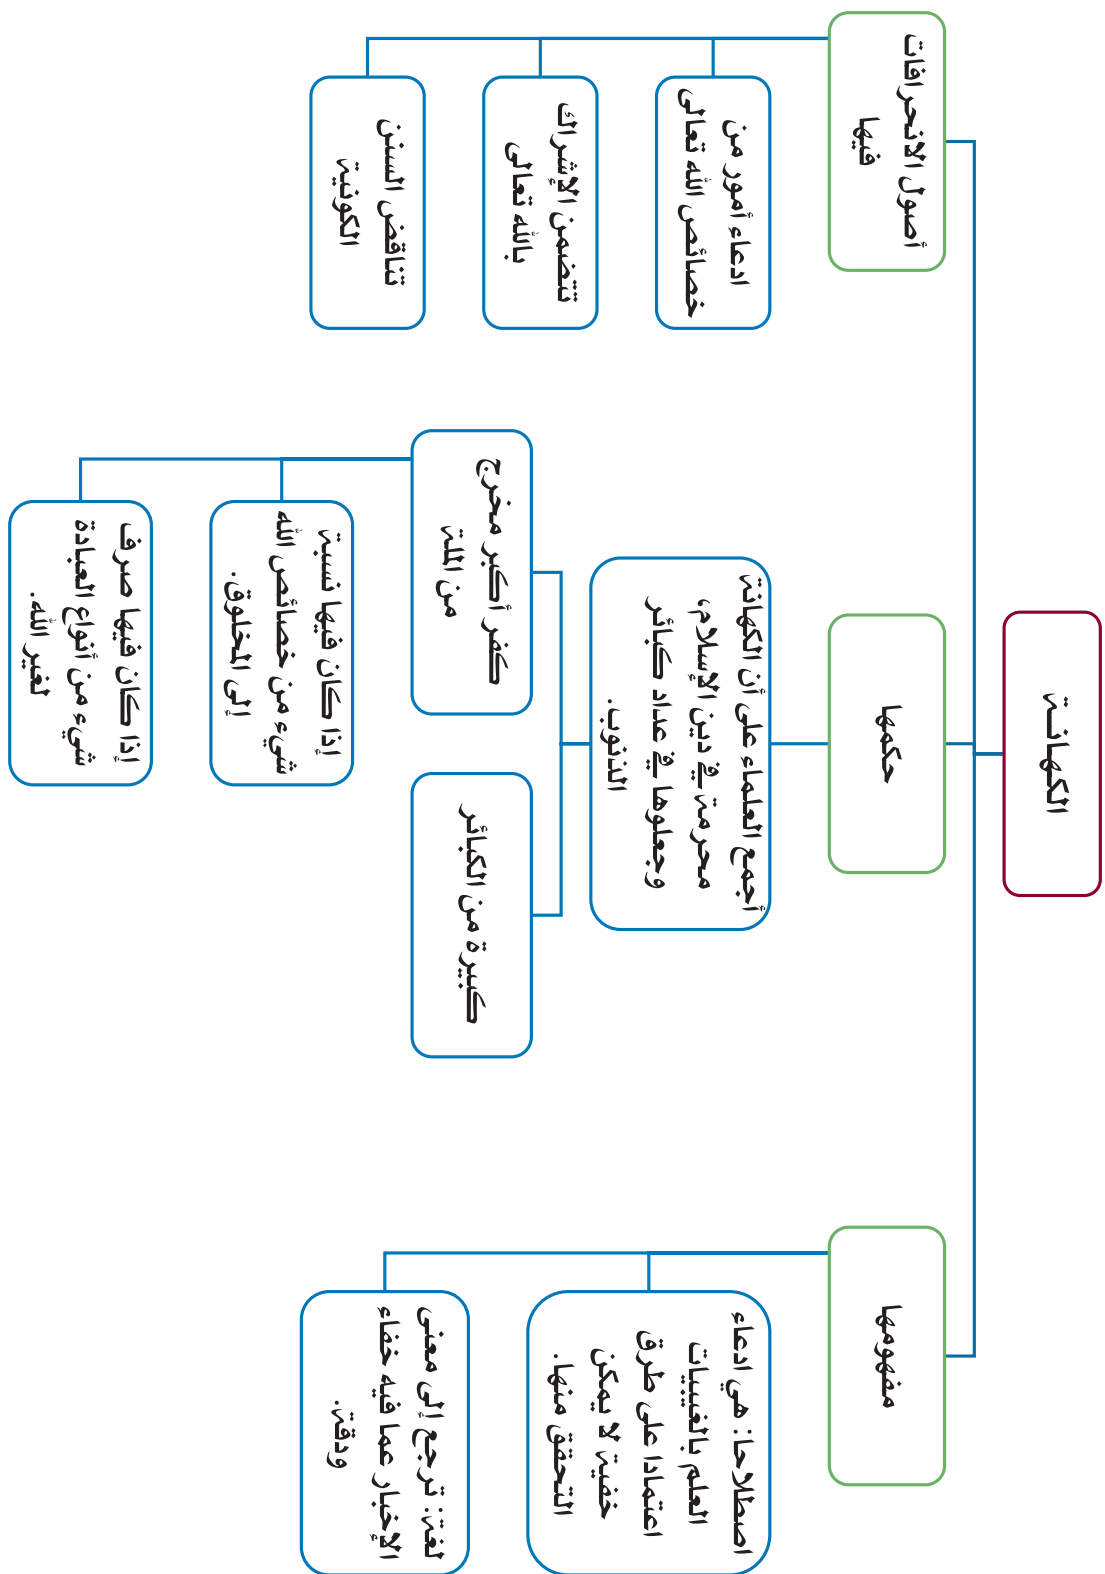 الكهانة
مفهومها
لغة: ترجع إلى معنى
الإخبار عما فيه خفاء
ودقة.
اصطلاحا: هي ادعاء
العلم بالغيبيات
اعتمادا على طرق
خفية لا يمكن
التحقق منها.
حكمها
أجمع العلماء على أن الكهانة
محرمة في دين الإسلام،
وجعلوها في عداد كبائر
الذنوب.
كبيرة من الكبائر
كفر أكبر مخرج
من الملة
إذا كان فيها نسبة
شيء من خصائص الله
إلى المخلوق.
إذا كان فيها صرف
شيء من أنواع العبادة
لغير الله.
أصول الانحرافات
فيها
ادعاء أمور من
خصائص الله تعالى
تتضمن الإشراك
بالله تعالى
تناقض السنن
الكونية